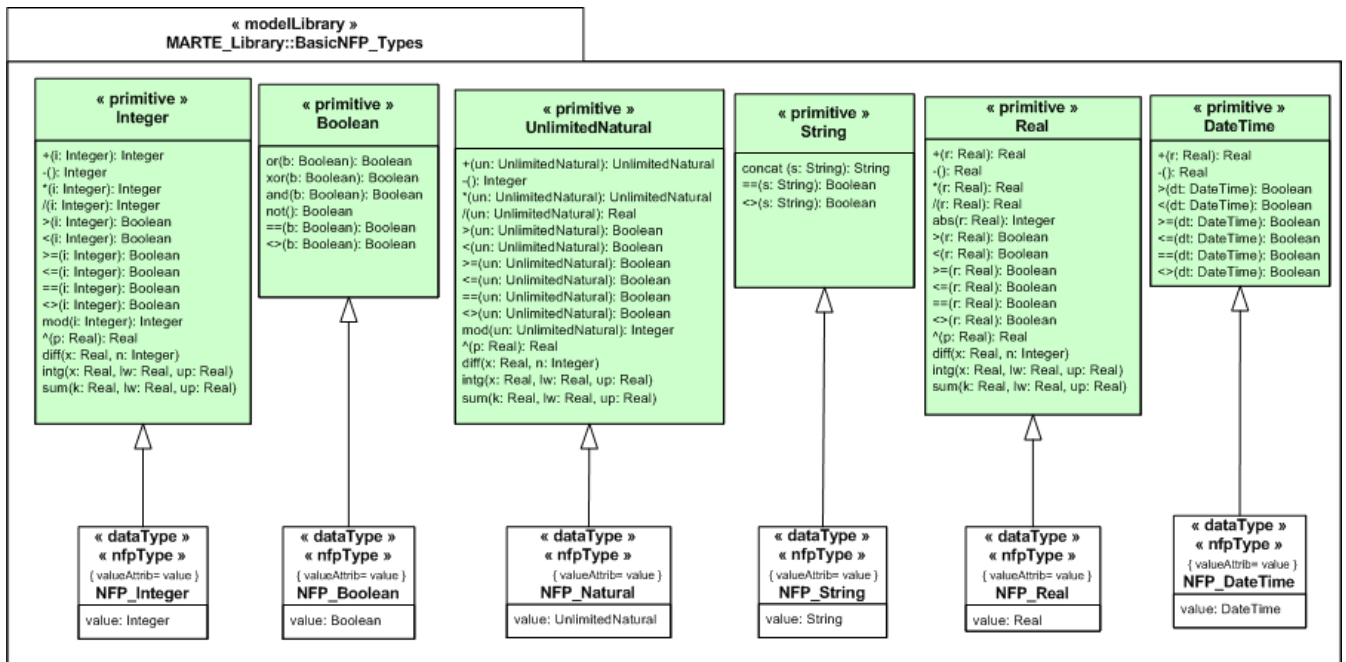 « modelLibrary »
MARTE_Library::BasicNFP_Types
« primitive »
Integer
+(i: Integer): Integer
-(): Integer
*(i: Integer): Integer
/(i: Integer): Integer
>(i: Integer): Boolean
<(i: Integer): Boolean
>=(i: Integer): Boolean
<=(i: Integer): Boolean
==(i: Integer): Boolean
<>(i: Integer): Boolean
mod(i: Integer): Integer
^(p: Real): Real
diff(x: Real, n: Integer)
intg(x: Real, lw: Real, up: Real)
sum(k: Real, lw: Real, up: Real)
« primitive »
Boolean
or(b: Boolean): Boolean
xor(b: Boolean): Boolean
and(b: Boolean): Boolean
not(): Boolean
==(b: Boolean): Boolean
<>(b: Boolean): Boolean
« primitive »
UnlimitedNatural
+(un: UnlimitedNatural): UnlimitedNatural
-(): Integer
*(un: UnlimitedNatural): UnlimitedNatural
/(un: UnlimitedNatural): Real
>(un: UnlimitedNatural): Boolean
<(un: UnlimitedNatural): Boolean
>=(un: UnlimitedNatural): Boolean
<=(un: UnlimitedNatural): Boolean
==(un: UnlimitedNatural): Boolean
<>(un: UnlimitedNatural): Boolean
mod(un: UnlimitedNatural): Integer
^(p: Real): Real
diff(x: Real, n: Integer)
intg(x: Real, lw: Real, up: Real)
sum(k: Real, lw: Real, up: Real)
« primitive »
String
concat (s: String): String
==(s: String): Boolean
<>(s: String): Boolean
« primitive »
Real
+(r: Real): Real
-(): Real
*(r: Real): Real
/(r: Real): Real
abs(r: Real): Integer
>(r: Real): Boolean
<(r: Real): Boolean
>=(r: Real): Boolean
<=(r: Real): Boolean
==(r: Real): Boolean
<>(r: Real): Boolean
^(p: Real): Real
diff(x: Real, n: Integer)
intg(x: Real, lw: Real, up: Real)
sum(k: Real, lw: Real, up: Real)
« primitive »
DateTime
+(r: Real): Real
-(): Real
>(dt: DateTime): Boolean
<(dt: DateTime): Boolean
>=(dt: DateTime): Boolean
<=(dt: DateTime): Boolean
==(dt: DateTime): Boolean
<>(dt: DateTime): Boolean
« dataType »
« nfpType »
{ valueAttrib= value }
NFP_Integer
value: Integer
« dataType »
« nfpType »
{ valueAttrib= value }
NFP_Boolean
value: Boolean
« dataType »
« nfpType »
{ valueAttrib= value }
NFP_Natural
value: UnlimitedNatural
« dataType »
« nfpType »
{ valueAttrib= value }
NFP_String
value: String
« dataType »
« nfpType »
{ valueAttrib= value }
NFP_Real
value: Real
« dataType »
« nfpType »
{ valueAttrib= value }
NFP_DateTime
value: DateTime